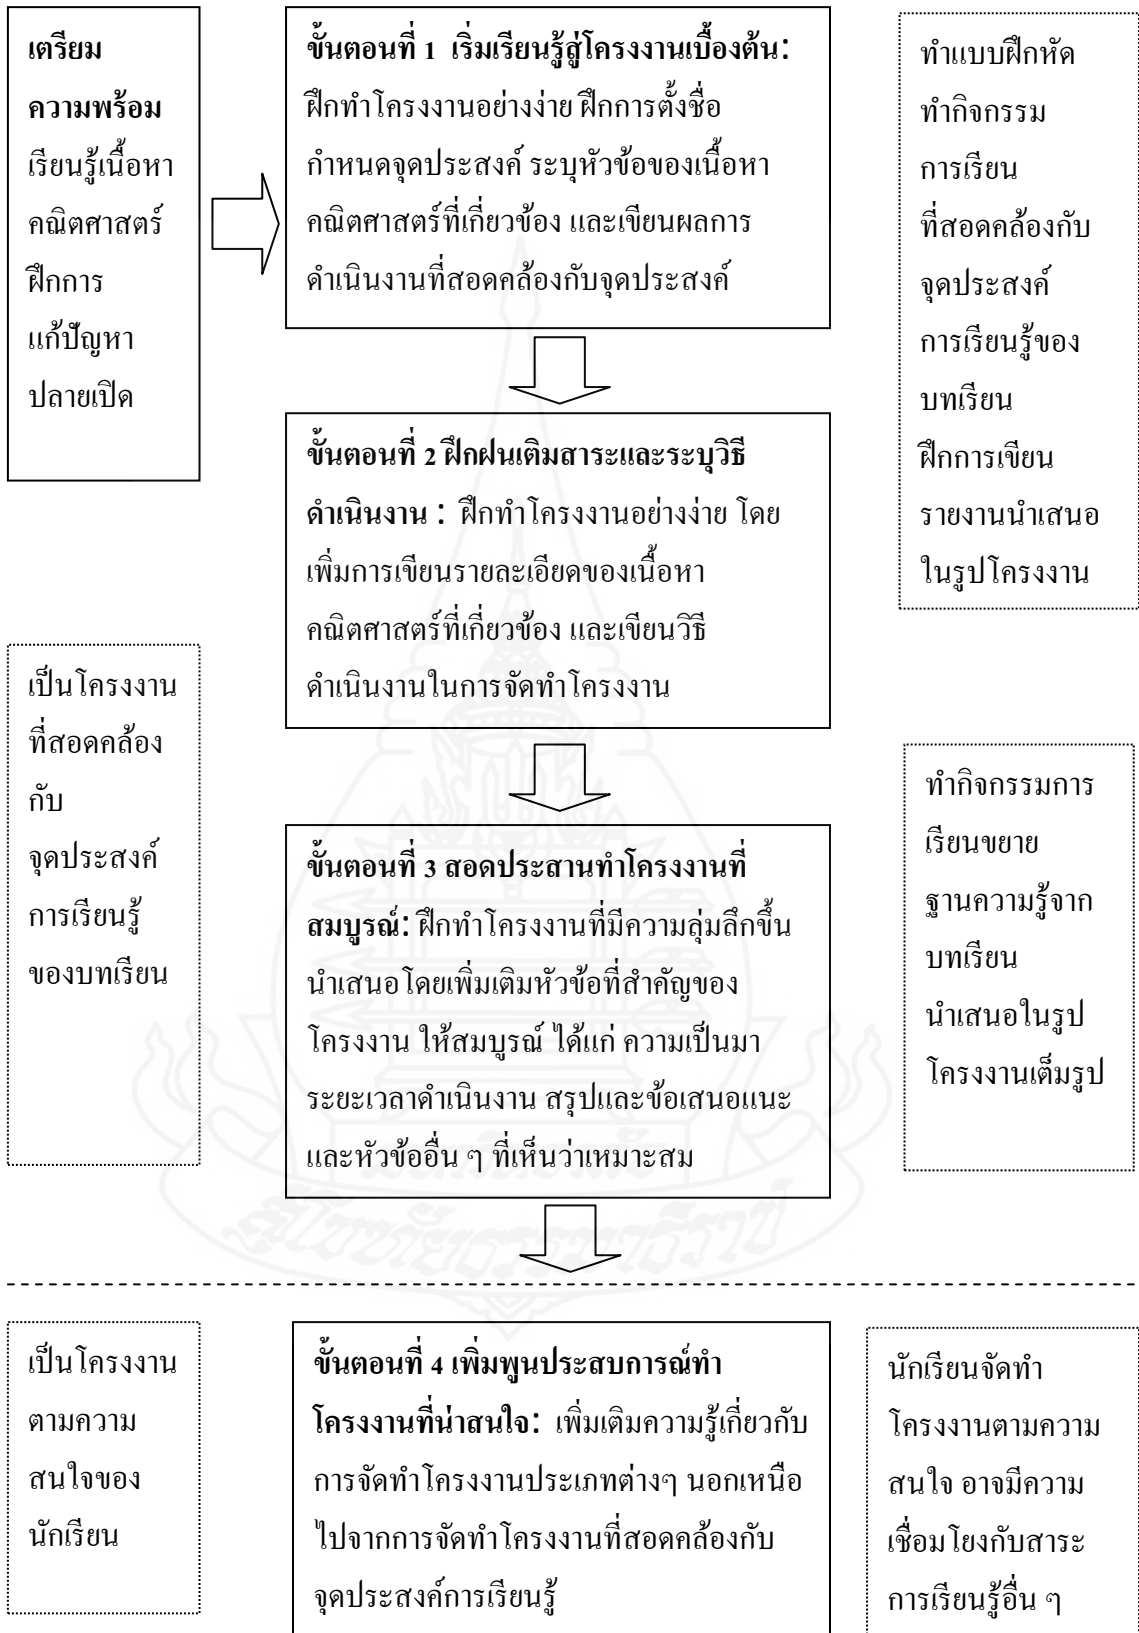 เตรียม
ความพร้อม
เรียนรู้เนื้อหา
คณิตศาสตร์
ฝึกการ
แก้ปัญหา
ปลายเปิด
ขั้นตอนที่ 1 เริ่มเรียนรู้สู่โครงงานเบื้องต้น:
ฝึกทำโครงงานอย่างง่าย ฝึกการตั้งชื่อ
กำหนดจุดประสงค์ ระบุหัวข้อของเนื้อหา
คณิตศาสตร์ที่เกี่ยวข้อง และเขียนผลการ
ดำเนินงานที่สอดคล้องกับจุดประสงค์
ทำแบบฝึกหัด
ทำกิจกรรม
การเรียน
ที่สอดคล้องกับ
จุดประสงค์
การเรียนรู้ของ
บทเรียน
ฝึกการเขียน
รายงานนำเสนอ
ในรูปโครงงาน
ขั้นตอนที่ 2 ฝึกฝนเติมสาระและระบุวิธี
ดำเนินงาน : ฝึกทำโครงงานอย่างง่าย โดย
เพิ่มการเขียนรายละเอียดของเนื้อหา
คณิตศาสตร์ที่เกี่ยวข้อง และเขียนวิธี
ดำเนินงานในการจัดทำโครงงาน
เป็นโครงงาน
ที่สอดคล้อง
กับ
จุดประสงค์
การเรียนรู้
ของบทเรียน
ขั้นตอนที่ 3 สอดประสานทำโครงงานที่
สมบูรณ์: ฝึกทำโครงงานที่มีความลุ่มลึกขึ้น
นำเสนอโดยเพิ่มเติมหัวข้อที่สำคัญของ
โครงงาน ให้สมบูรณ์ ได้แก่ ความเป็นมา
ระยะเวลาดำเนินงาน สรุปและข้อเสนอแนะ
และหัวข้ออื่น ๆ ที่เห็นว่าเหมาะสม
ทำกิจกรรมการ
เรียนขยาย
ฐานความรู้จาก
บทเรียน
นำเสนอในรูป
โครงงานเต็มรูป
มหาวิทยาลัย
สุโขทัยธรรมาธิราช
เป็นโครงงาน
ตามความ
สนใจของ
นักเรียน
ขั้นตอนที่ 4 เพิ่มพูนประสบการณ์ทำ
โครงงานที่น่าสนใจ: เพิ่มเติมความรู้เกี่ยวกับ
การจัดทำโครงงานประเภทต่างๆ นอกเหนือ
ไปจากการจัดทำโครงงานที่สอดคล้องกับ
จุดประสงค์การเรียนรู้
นักเรียนจัดทำ
โครงงานตามความ
สนใจ อาจมีความ
เชื่อมโยงกับสาระ
การเรียนรู้อื่น ๆ